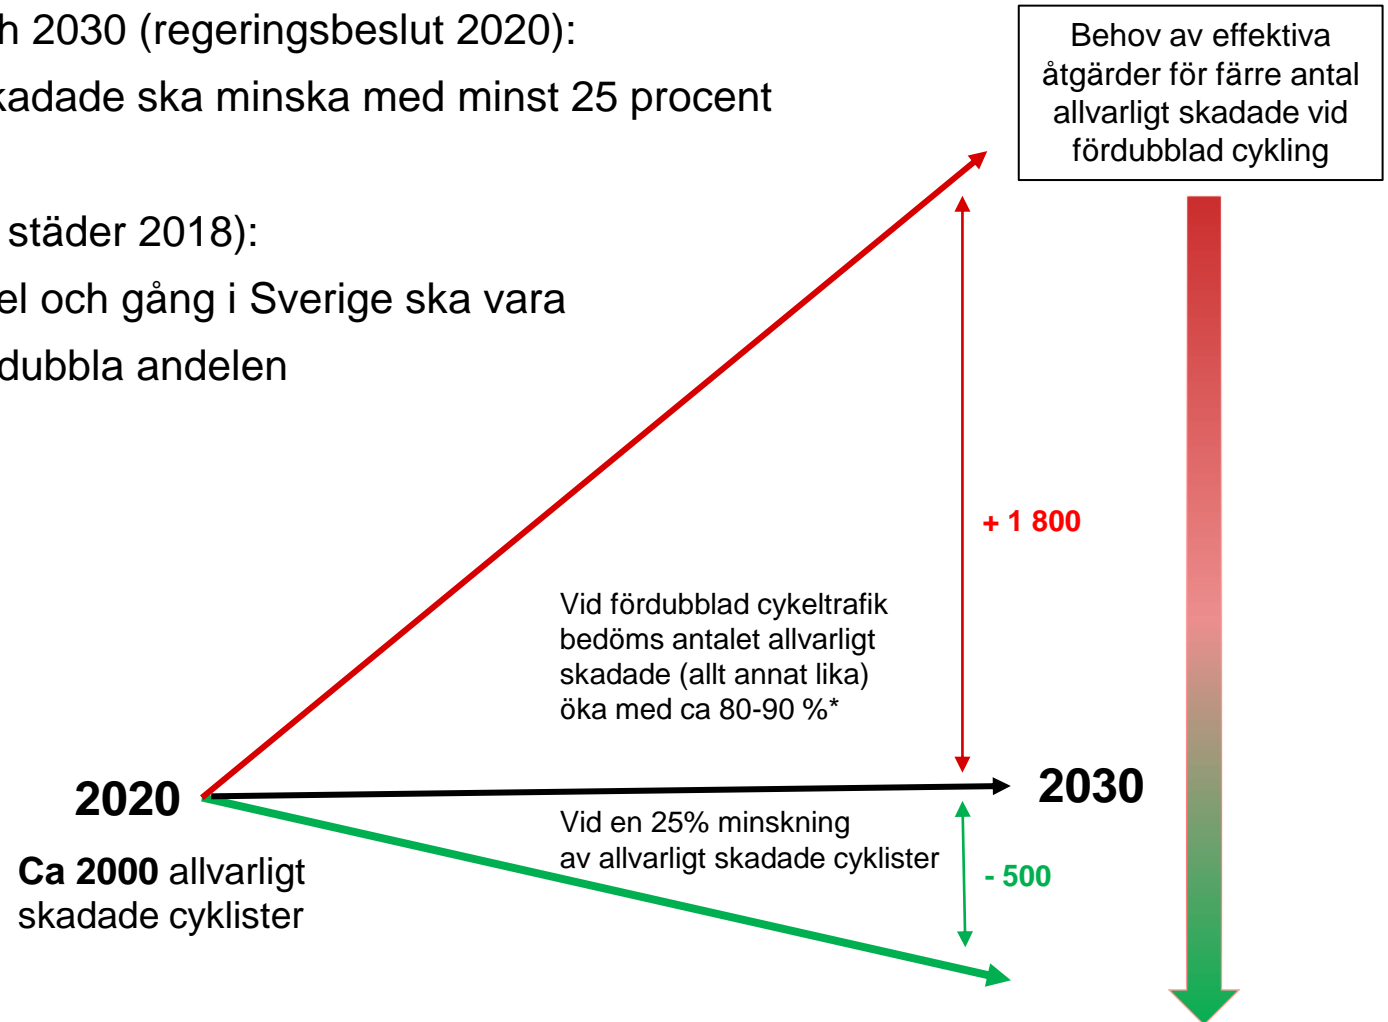 h 2030 (regeringsbeslut 2020):
kadade ska minska med minst 25 procent
städer 2018):
el och gång i Sverige ska vara
dubbla andelen
Behov av effektiva
åtgärder för färre antal
allvarligt skadade vid
fördubblad cykling
+ 1 800
Vid fördubblad cykeltrafik
bedöms antalet allvarligt
skadade (allt annat lika)
öka med ca 80-90 %*
2020
2030
Vid en 25% minskning
av allvarligt skadade cyklister
- 500
Ca 2000 allvarligt
skadade cyklister